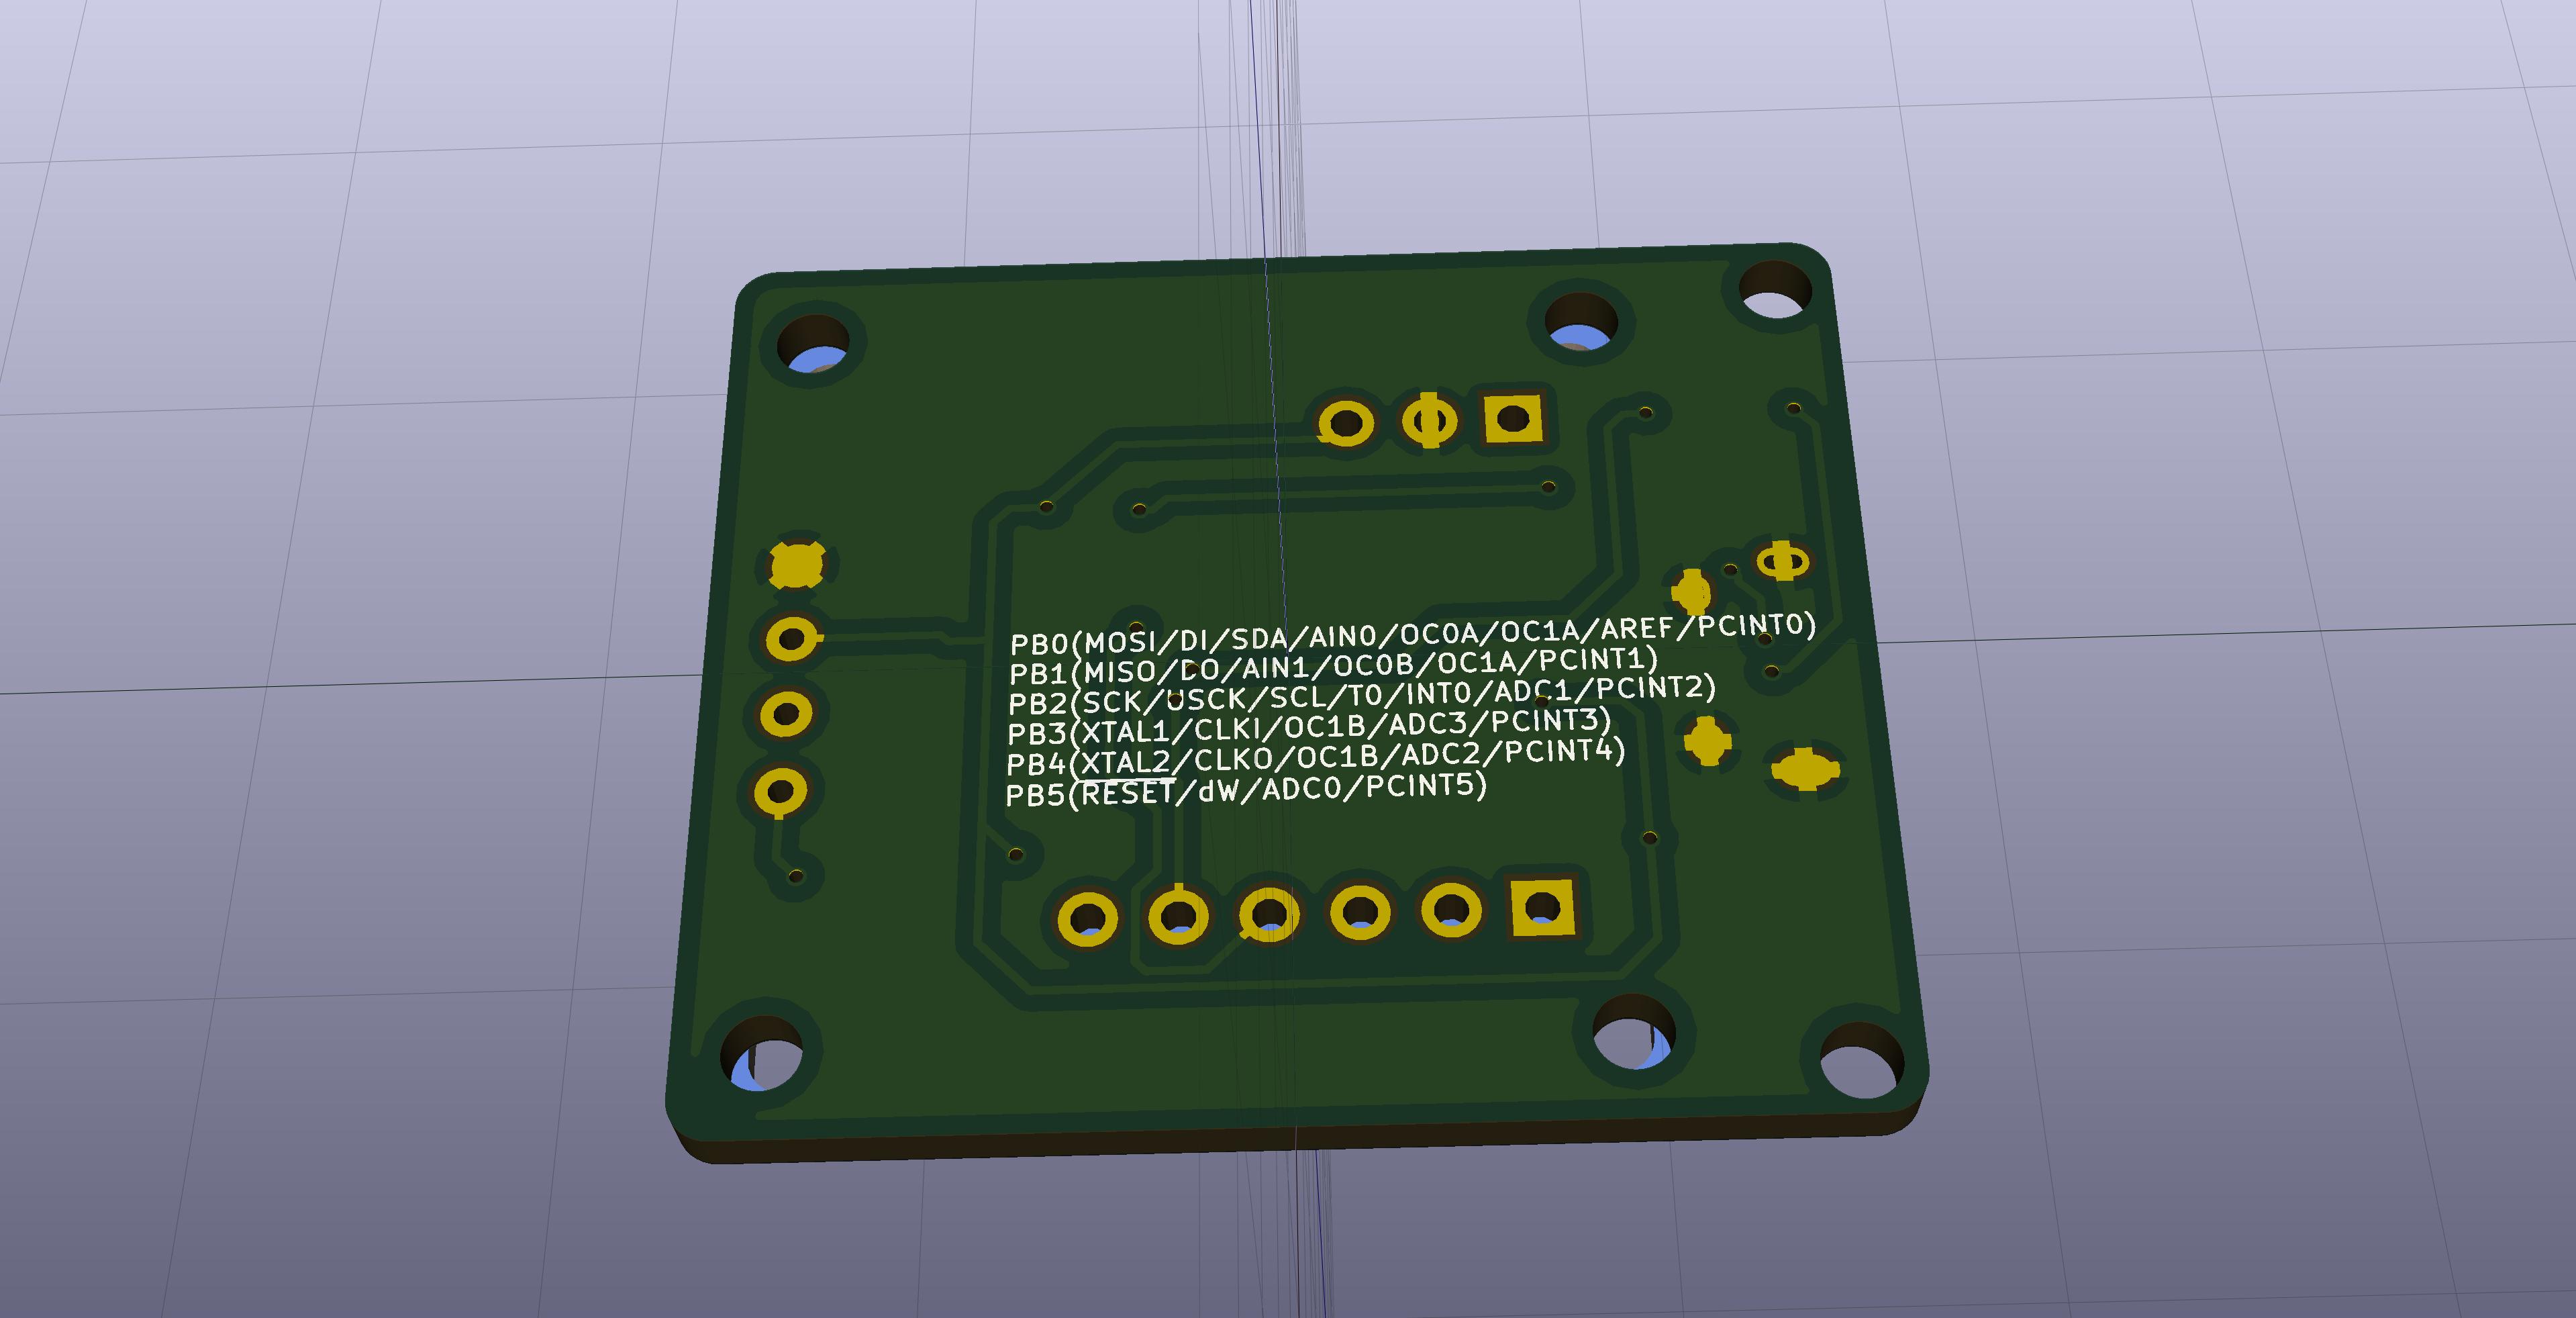 PB0(MOSI/DI/SDA/AIN0/OC0A/OC1A/AREF/PCINT0)
PB1(MISO/DO/AIN1/OC0B/OC1A/PCINT1)
PB2(SCK/USCK/SCL/T0/INT0/ADC1/PCINT2)
PB3(XTAL1/CLKI/OC1B/ADC3/PCINT3)
PB4(XTAL2/CLKO/OC1B/ADC2/PCINT4)
PB5(RESET/dW/ADC0/PCINT5)